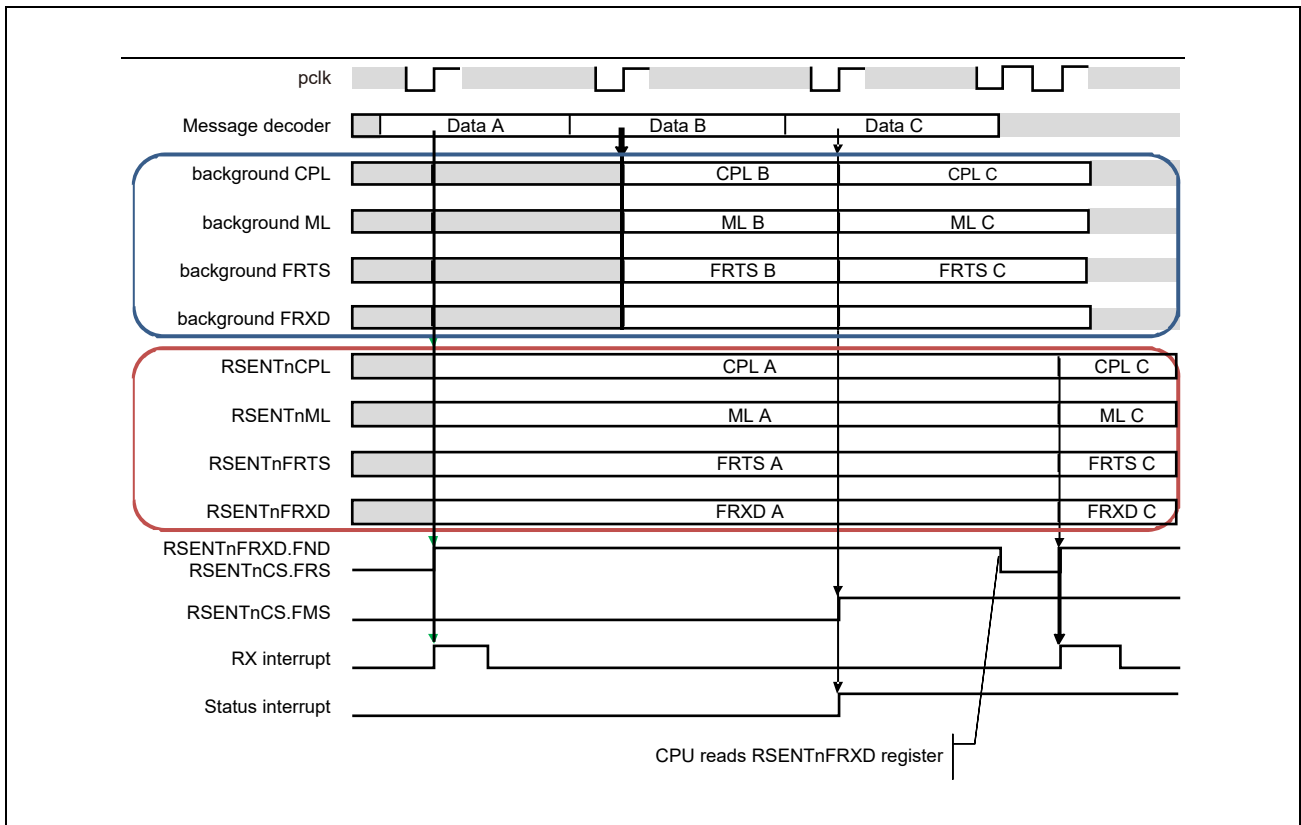 pclk
Message decoder Data A Data B Data C
background CPL CPL B CPL C
background ML ML B ML C
background FRTS FRTS B FRTS C
background FRXD
RSENTnCPL CPL A CPL C
RSENTnML ML A ML C
RSENTnFRTS FRTS A FRTS C
RSENTnFRXD FRXD A FRXD C
RSENTnFRXD.FND
RSENTnCS.FRS
RSENTnCS.FMS
RX interrupt
Status interrupt
CPU reads RSENTnFRXD register